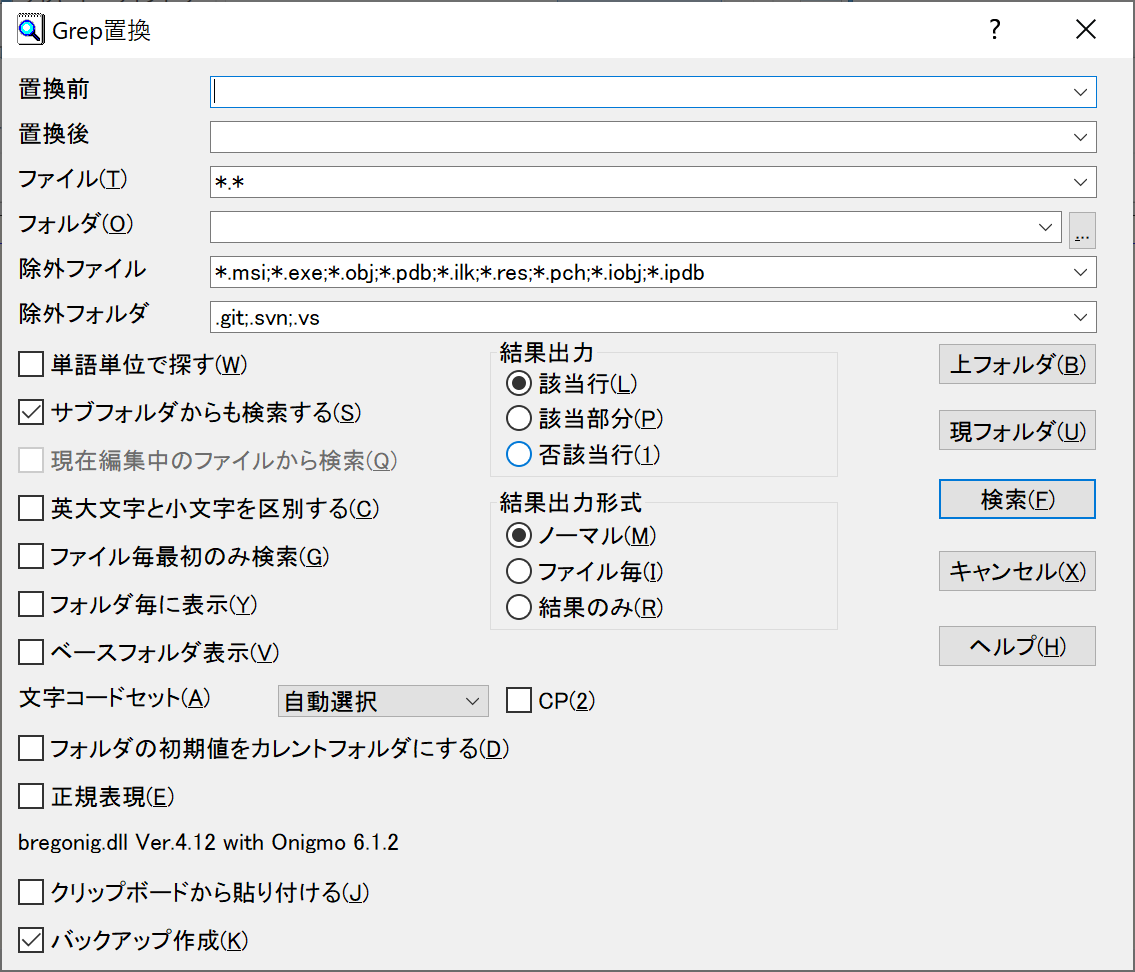 Grep置換
置換前
置換後
ファイル(T)
*.*
フォルダ(O)
...
除外ファイル
*.msi;*.exe;*.obj;*.pdb;*.ilk;*.res;*.pch;*.iobj;*.ipdb
除外フォルダ
.git;.svn;.vs
単語単位で探す(W)
サブフォルダからも検索する(S)
現在編集中のファイルから検索(Q)
英大文字と小文字を区別する(C)
ファイル毎最初のみ検索(G)
フォルダ毎に表示(Y)
ベースフォルダ表示(V)
結果出力
該当行(L)
該当部分(P)
否該当行(1)
結果出力形式
ノーマル(M)
ファイル毎(I)
結果のみ(R)
上フォルダ(B)
現フォルダ(U)
検索(F)
キャンセル(X)
ヘルプ(H)
文字コードセット(A)
自動選択
CP(2)
フォルダの初期値をカレントフォルダにする(D)
正規表現(E)
bregonig.dll Ver.4.12 with Onigmo 6.1.2
クリップボードから貼り付ける(J)
バックアップ作成(K)